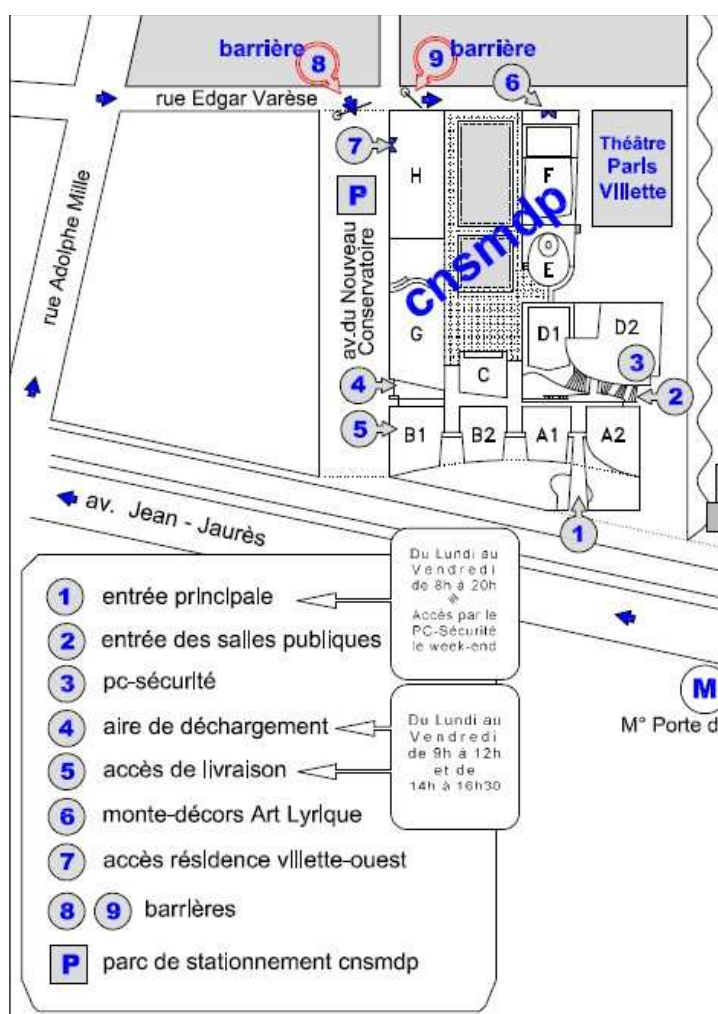 barrière
8
9
barrière
rue Edgar Varèse
6
7
P
H
F
Théâtre
Paris
Villette
cnsmdp
E
rue Adolphe Mille
av.du Nouveau
Conservatoire
G
D1
D2
3
C
4
2
5
B1
B2
A1
A2
1
av. Jean - Jaurès
Du Lundi au
Vendredi
de 8h à 20h
Accès par le
PC-Sécurité
le week-end
1 entrée principale
2 entrée des salles publiques
3 pc-sécurité
4 aire de déchargement
5 accès de livraison
Du Lundi au
Vendredi
de 9h à 12h
et de
14h à 16h30
6 monte-décors Art Lyrique
7 accès résidence villette-ouest
8 9 barrières
P parc de stationnement cnsmdp
M
M° Porte d